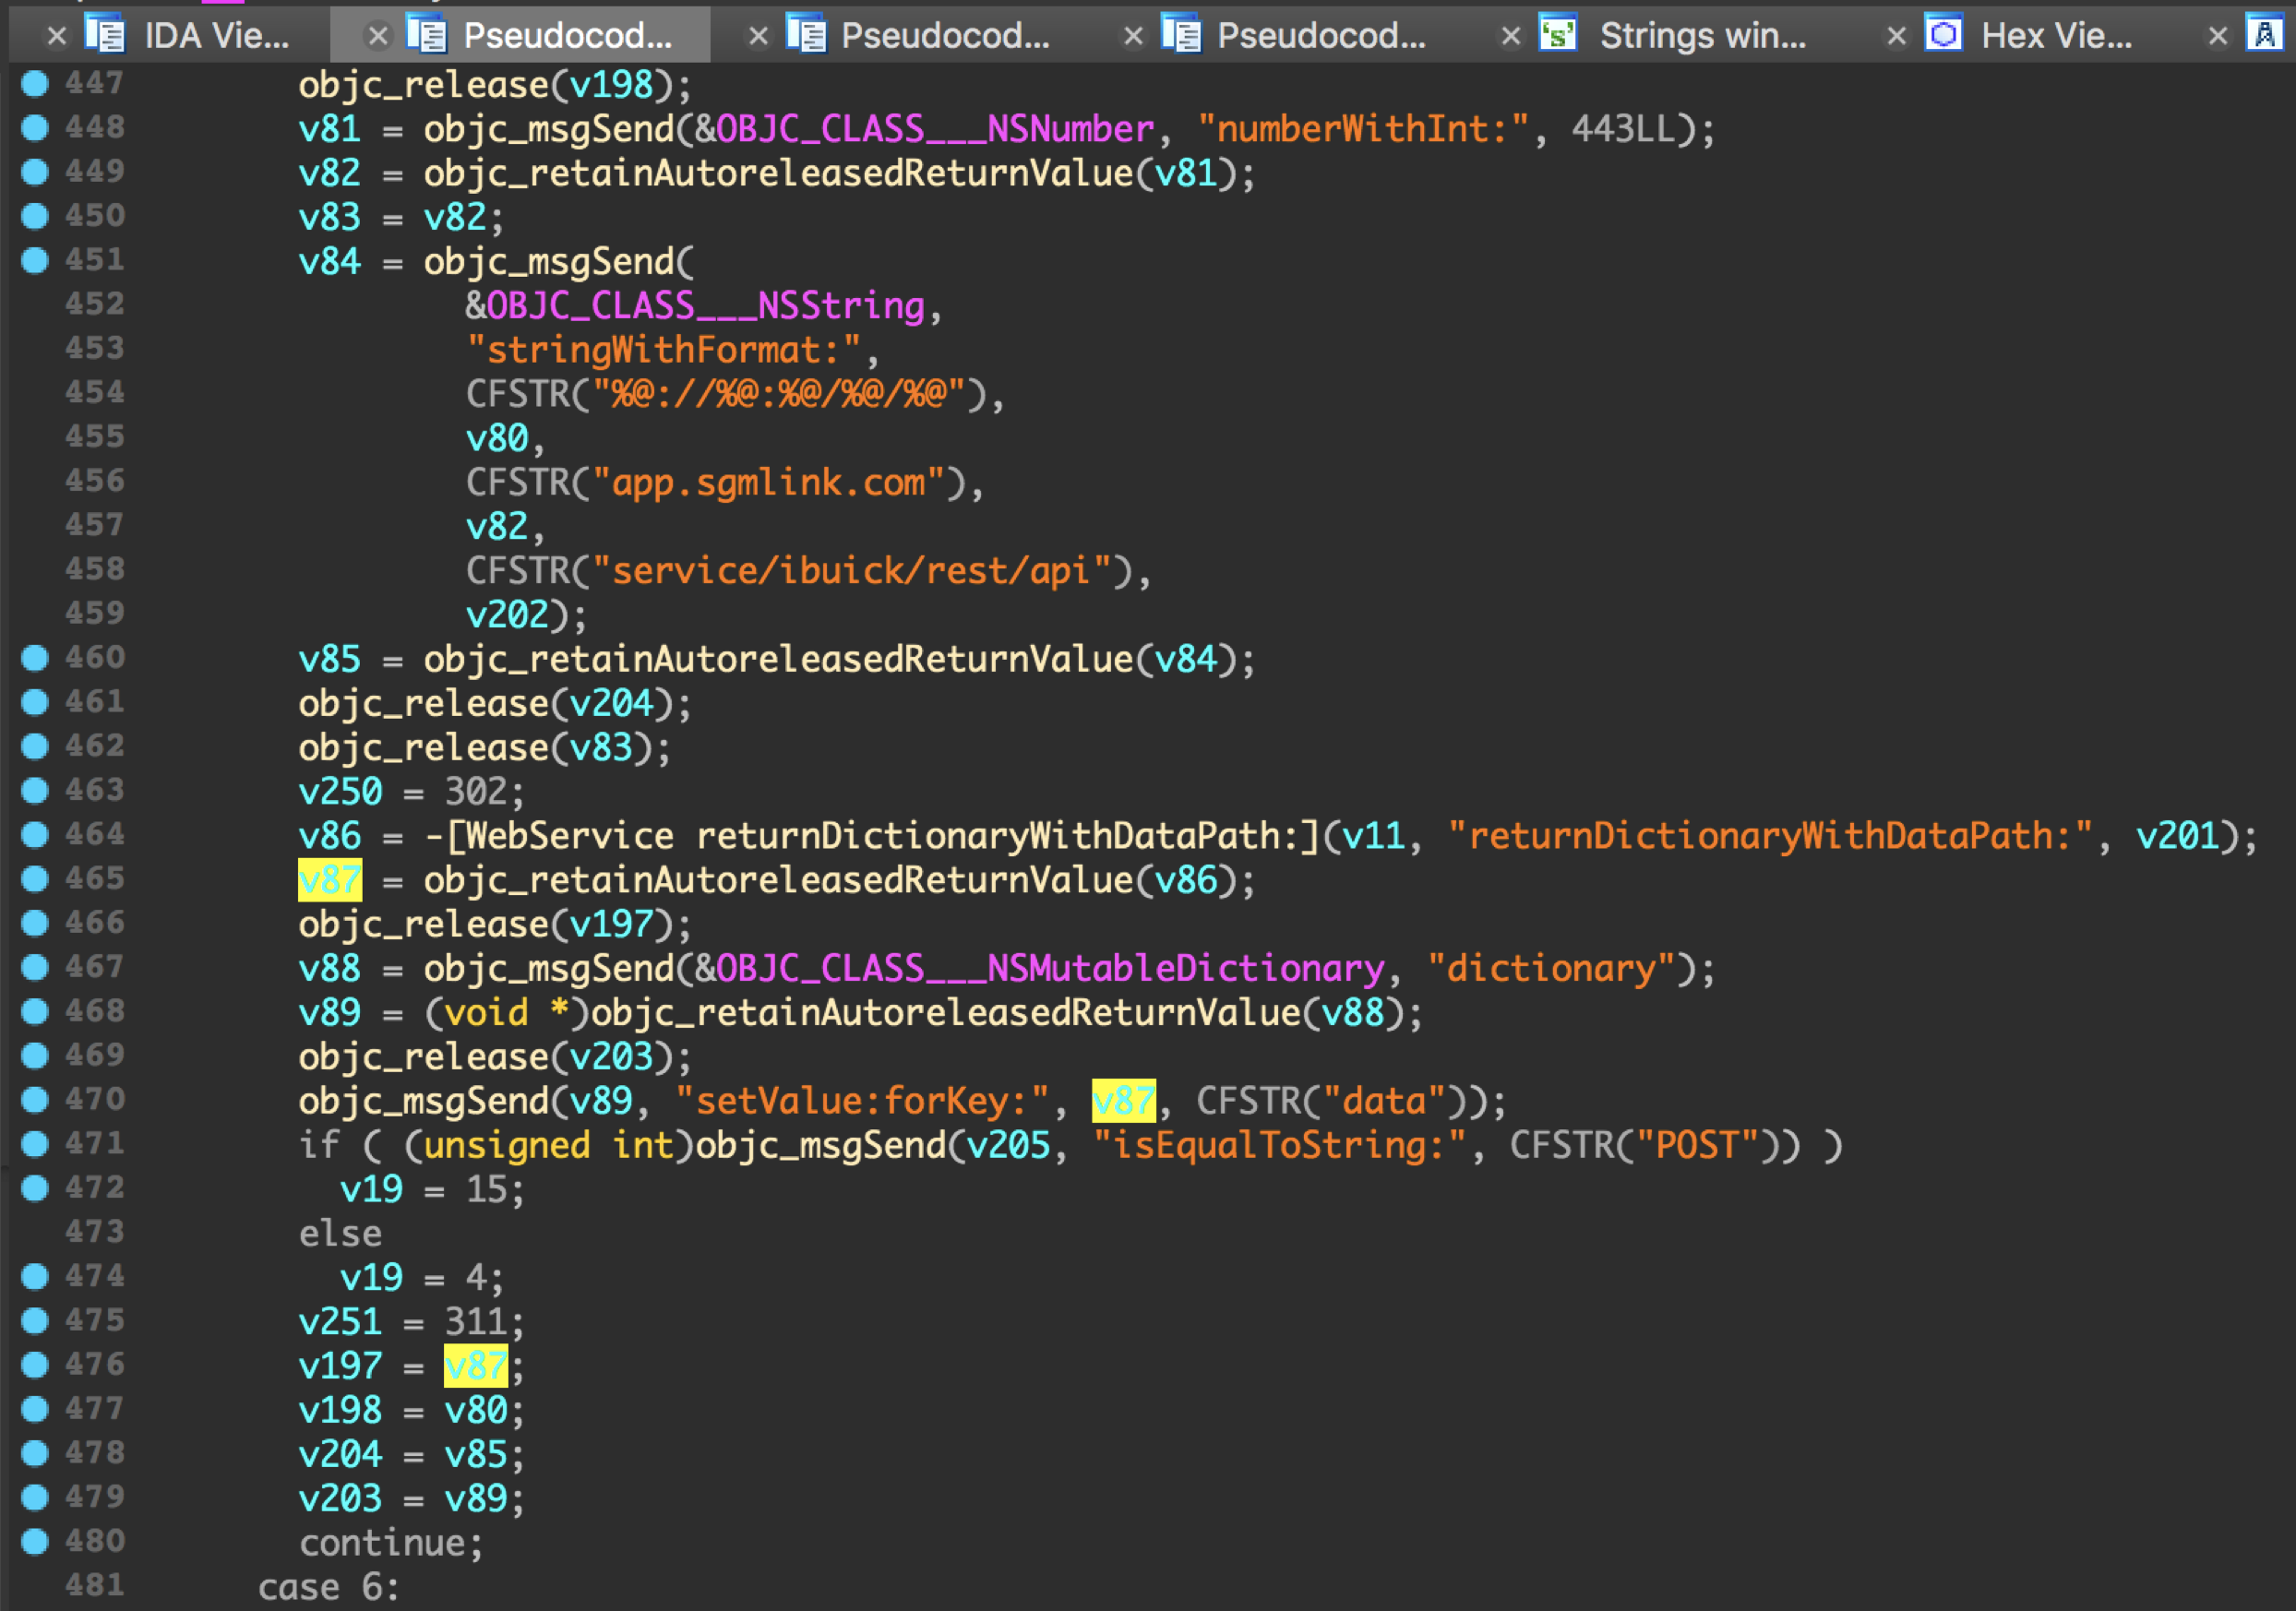 IDA Vie... Pseudocod... Pseudocod... Pseudocod... Strings win... Hex Vie...
447 objc_release(v198);
448 v81 = objc_msgSend(&OBJC_CLASS___NSNumber, "numberWithInt:", 443LL);
449 v82 = objc_retainAutoreleasedReturnValue(v81);
450 v83 = v82;
451 v84 = objc_msgSend(
452 &OBJC_CLASS___NSString,
453 "stringWithFormat:",
454 CFSTR("%@://%@:%@/%@/%@"),
455 v80,
456 CFSTR("app.sgmlink.com"),
457 v82,
458 CFSTR("service/ibuick/rest/api"),
459 v202);
460 v85 = objc_retainAutoreleasedReturnValue(v84);
461 objc_release(v204);
462 objc_release(v83);
463 v250 = 302;
464 v86 = -[WebService returnDictionaryWithDataPath:](v11, "returnDictionaryWithDataPath:", v201);
465 v87 = objc_retainAutoreleasedReturnValue(v86);
466 objc_release(v197);
467 v88 = objc_msgSend(&OBJC_CLASS___NSMutableDictionary, "dictionary");
468 v89 = (void *)objc_retainAutoreleasedReturnValue(v88);
469 objc_release(v203);
470 objc_msgSend(v89, "setValue:forKey:", v87, CFSTR("data"));
471 if ( (unsigned int)objc_msgSend(v205, "isEqualToString:", CFSTR("POST")) )
472 v19 = 15;
473 else
474 v19 = 4;
475 v251 = 311;
476 v197 = v87;
477 v198 = v80;
478 v204 = v85;
479 v203 = v89;
480 continue;
481 case 6: